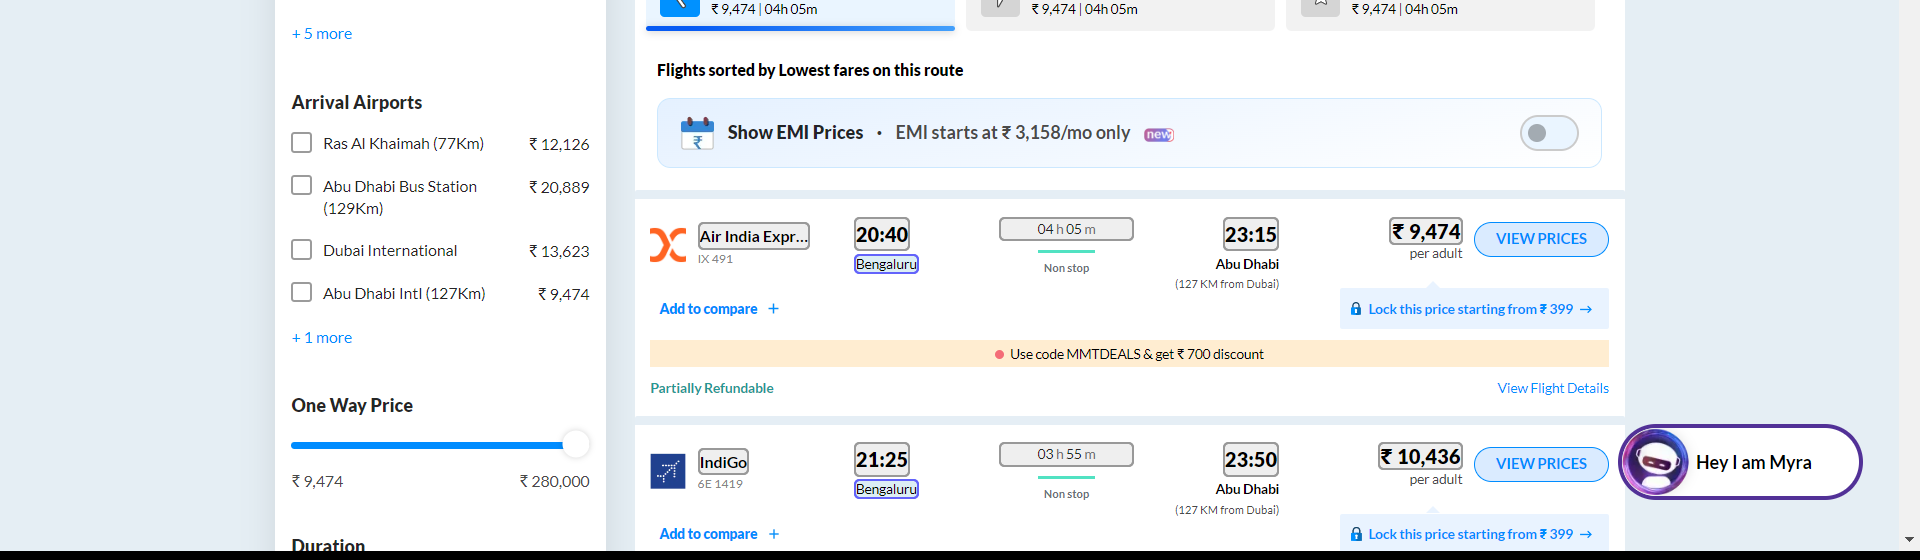 ₹ 9,474 | 04h 05m
₹ 9,474 | 04h 05m
₹ 9,474 | 04h 05m
+ 5 more
Arrival Airports
Ras Al Khaimah (77Km) ₹ 12,126
Abu Dhabi Bus Station (129Km) ₹ 20,889
Dubai International ₹ 13,623
Abu Dhabi Intl (127Km) ₹ 9,474
+ 1 more
One Way Price
₹ 9,474 ₹ 280,000
Duration
Flights sorted by Lowest fares on this route
₹ Show EMI Prices · EMI starts at ₹ 3,158/mo only new
Air India Expr...
IX 491
20:40
Bengaluru
04 h 05 m
Non stop
23:15
Abu Dhabi
(127 KM from Dubai)
₹ 9,474
per adult
VIEW PRICES
Add to compare +
Lock this price starting from ₹ 399 →
Use code MMTDEALS & get ₹ 700 discount
Partially Refundable
View Flight Details
IndiGo
6E 1419
21:25
Bengaluru
03 h 55 m
Non stop
23:50
Abu Dhabi
(127 KM from Dubai)
₹ 10,436
per adult
VIEW PRICES
Add to compare +
Lock this price starting from ₹ 399 →
Hey I am Myra